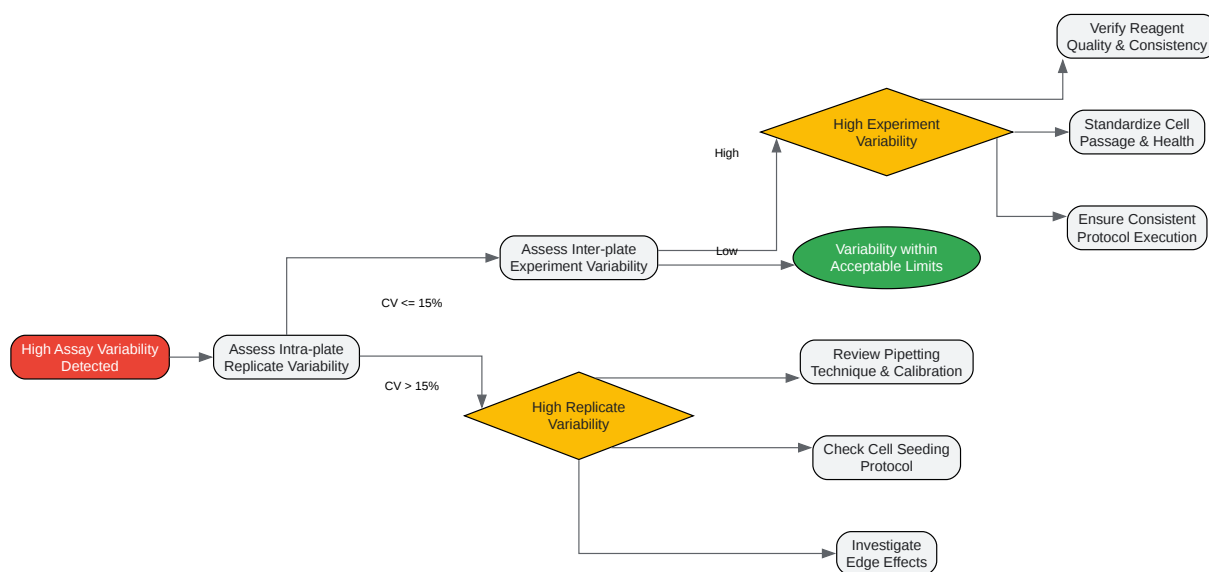 Verify Reagent
Quality & Consistency
High Experiment
Variability
Standardize Cell
Passage & Health
High
Ensure Consistent
Protocol Execution
Assess Inter-plate
Experiment Variability
Low
Variability within
Acceptable Limits
CV <= 15%
High Assay Variability
Detected
Assess Intra-plate
Replicate Variability
CV > 15%
Review Pipetting
Technique & Calibration
High Replicate
Variability
Check Cell Seeding
Protocol
Investigate
Edge Effects